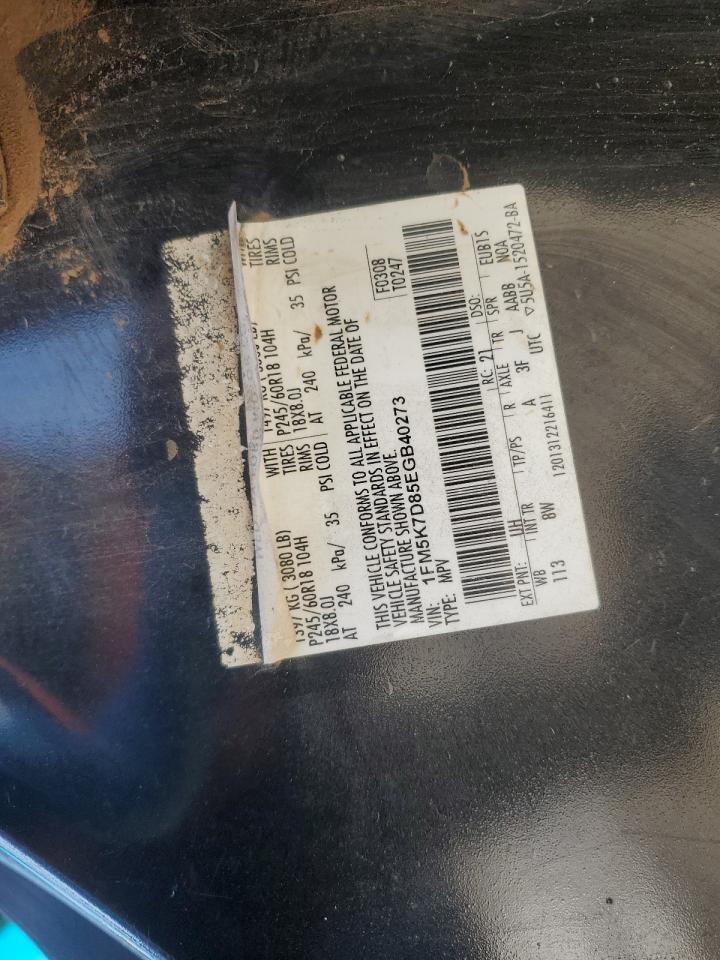 1397 KG ( 3080 LB) WITH
P245/60R18 104H TIRES P245/60R18 104H TIRES
18X8.0J RIMS 18X8.0J RIMS
AT 240 kPa/ 35 PSI COLD AT 240 kPa/ 35 PSI COLD
THIS VEHICLE CONFORMS TO ALL APPLICABLE FEDERAL MOTOR
VEHICLE SAFETY STANDARDS IN EFFECT ON THE DATE OF
MANUFACTURE SHOWN ABOVE.
F0308
T0247
VIN: 1FM5K7D85EGB40273
TYPE: MPV
EXT PNT: UH RC: 21 DSO:
WB INT TR TP/PS R AXLE TR SPR EUB15
113 8W A 3F J AABB NOA
1201312216411 UTC ▽5U5A-1520472-BA